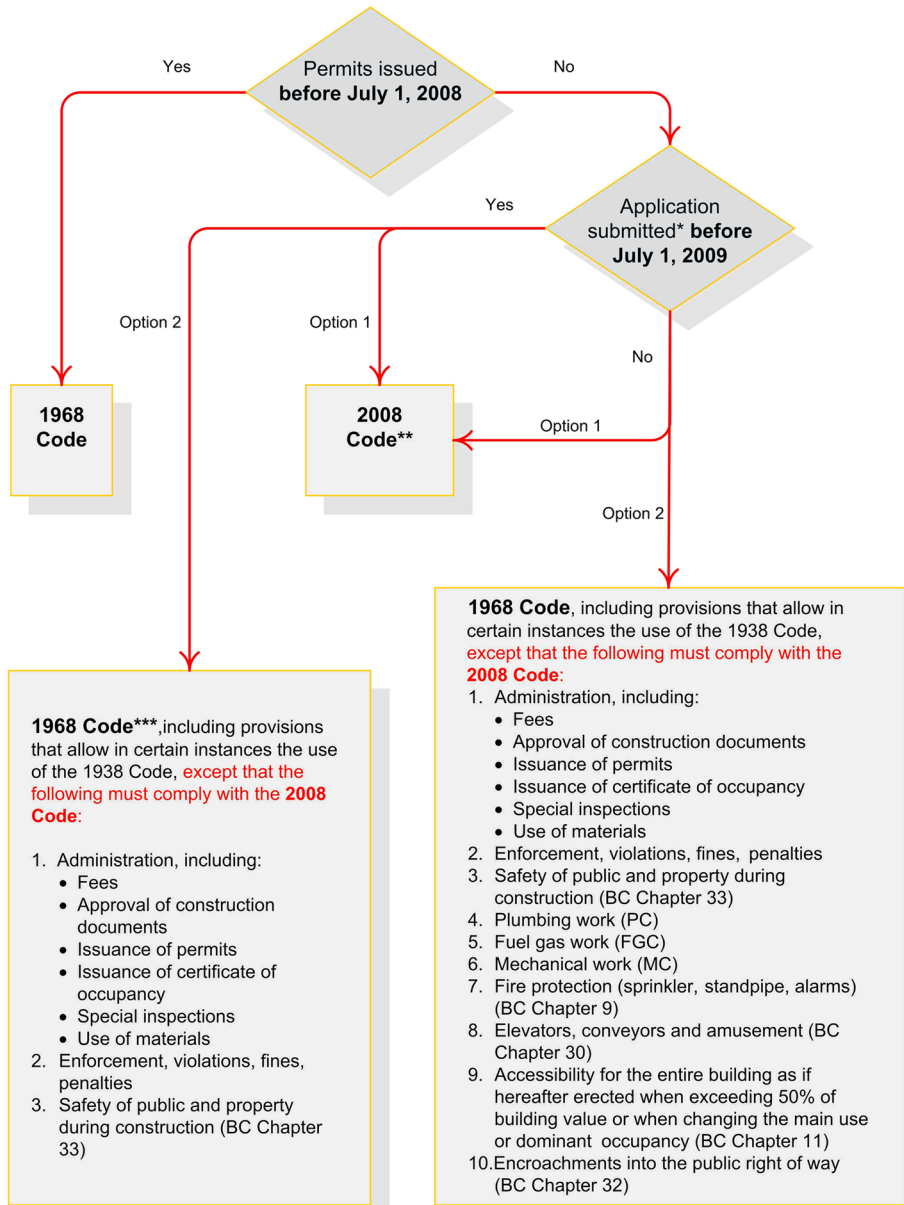 Yes
Permits issued
before July 1, 2008
No
Yes
Application
submitted* before
July 1, 2009
Option 2
Option 1
No
1968
Code
2008
Code**
Option 1
Option 2
1968 Code***,including provisions
that allow in certain instances the use
of the 1938 Code, except that the
following must comply with the 2008
Code:
1. Administration, including:
• Fees
• Approval of construction
documents
• Issuance of permits
• Issuance of certificate of
occupancy
• Special inspections
• Use of materials
2. Enforcement, violations, fines,
penalties
3. Safety of public and property
during construction (BC Chapter
33)
1968 Code, including provisions that allow in
certain instances the use of the 1938 Code,
except that the following must comply with the
2008 Code:
1. Administration, including:
• Fees
• Approval of construction documents
• Issuance of permits
• Issuance of certificate of occupancy
• Special inspections
• Use of materials
2. Enforcement, violations, fines, penalties
3. Safety of public and property during
construction (BC Chapter 33)
4. Plumbing work (PC)
5. Fuel gas work (FGC)
6. Mechanical work (MC)
7. Fire protection (sprinkler, standpipe, alarms)
(BC Chapter 9)
8. Elevators, conveyors and amusement (BC
Chapter 30)
9. Accessibility for the entire building as if
hereafter erected when exceeding 50% of
building value or when changing the main use
or dominant occupancy (BC Chapter 11)
10.Encroachments into the public right of way
(BC Chapter 32)